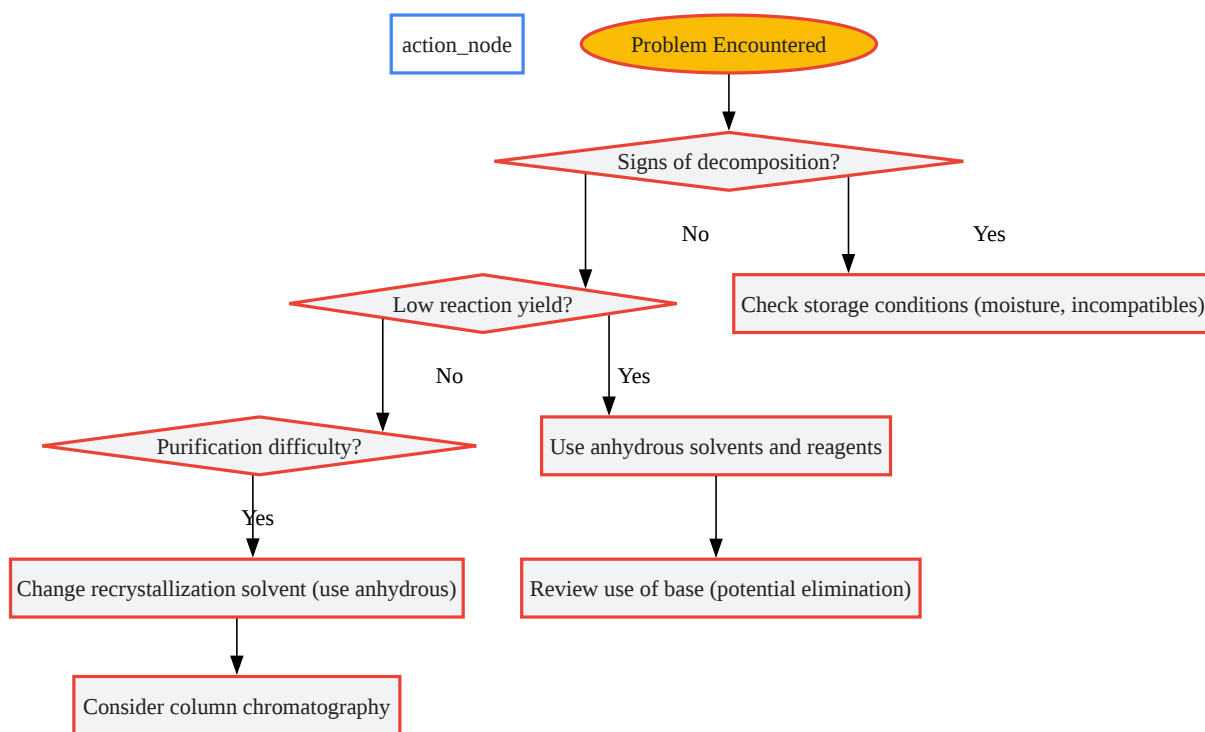 action_node
Problem Encountered
Signs of decomposition?
No
Yes
Low reaction yield?
Check storage conditions (moisture, incompatibles)
No
Yes
Purification difficulty?
Use anhydrous solvents and reagents
Yes
Change recrystallization solvent (use anhydrous)
Review use of base (potential elimination)
Consider column chromatography